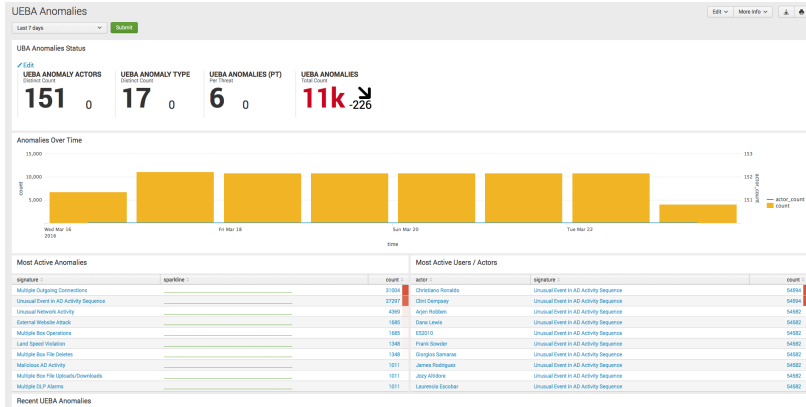 UEBA Anomalies
Edit More Info
Last 7 days Submit
UBA Anomalies Status
Edit
UEBA ANOMALY ACTORS UEBA ANOMALY TYPE UEBA ANOMALIES (PT) UEBA ANOMALIES
Distinct Count Distinct Count Per Threat Total Count
151 0 17 0 6 0 11k -226
Anomalies Over Time
15,000 153
10,000 152
5,000 151
count
actor_count
actor_count
count
Wed Mar 16 Fri Mar 18 Sun Mar 20 Tue Mar 22
2016
time
Most Active Anomalies Most Active Users / Actors
signature sparkline count actor signature count
Multiple Outgoing Connections 31004 Christiano Ronaldo Unusual Event in AD Activity Sequence 54594
Unusual Event in AD Activity Sequence 27297 Clint Dempsey Unusual Event in AD Activity Sequence 54594
Unusual Network Activity 4369 Arjen Robben Unusual Event in AD Activity Sequence 54582
External Website Attack 1685 Dana Lewis Unusual Event in AD Activity Sequence 54582
Multiple Box Operations 1685 ES2010 Unusual Event in AD Activity Sequence 54582
Land Speed Violation 1348 Frank Sowder Unusual Event in AD Activity Sequence 54582
Multiple Box File Deletes 1348 Giorgios Samaras Unusual Event in AD Activity Sequence 54582
Malicious AD Activity 1011 James Rodriguez Unusual Event in AD Activity Sequence 54582
Multiple Box File Uploads/Downloads 1011 Jozy Altidore Unusual Event in AD Activity Sequence 54582
Multiple DLP Alarms 1011 Laurencia Escobar Unusual Event in AD Activity Sequence 54582
Recent UEBA Anomalies